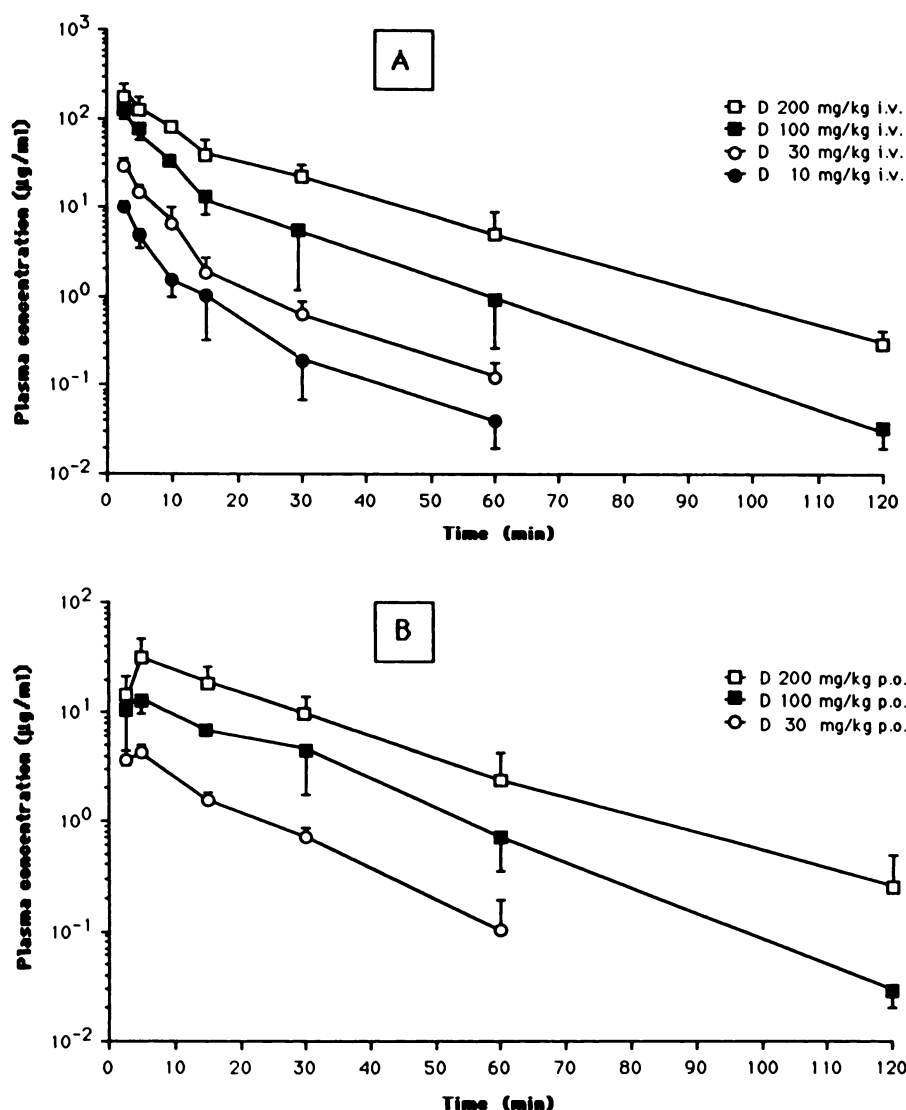 A
10³
10²
10¹
10⁰
10⁻¹
10⁻²
Plasma concentration (µg/ml)
D 200 mg/kg i.v.
D 100 mg/kg i.v.
D 30 mg/kg i.v.
D 10 mg/kg i.v.
0 10 20 30 40 50 60 70 80 90 100 110 120
Time (min)
B
10²
10¹
10⁰
10⁻¹
10⁻²
Plasma concentration (µg/ml)
D 200 mg/kg p.o.
D 100 mg/kg p.o.
D 30 mg/kg p.o.
0 10 20 30 40 50 60 70 80 90 100 110 120
Time (min)